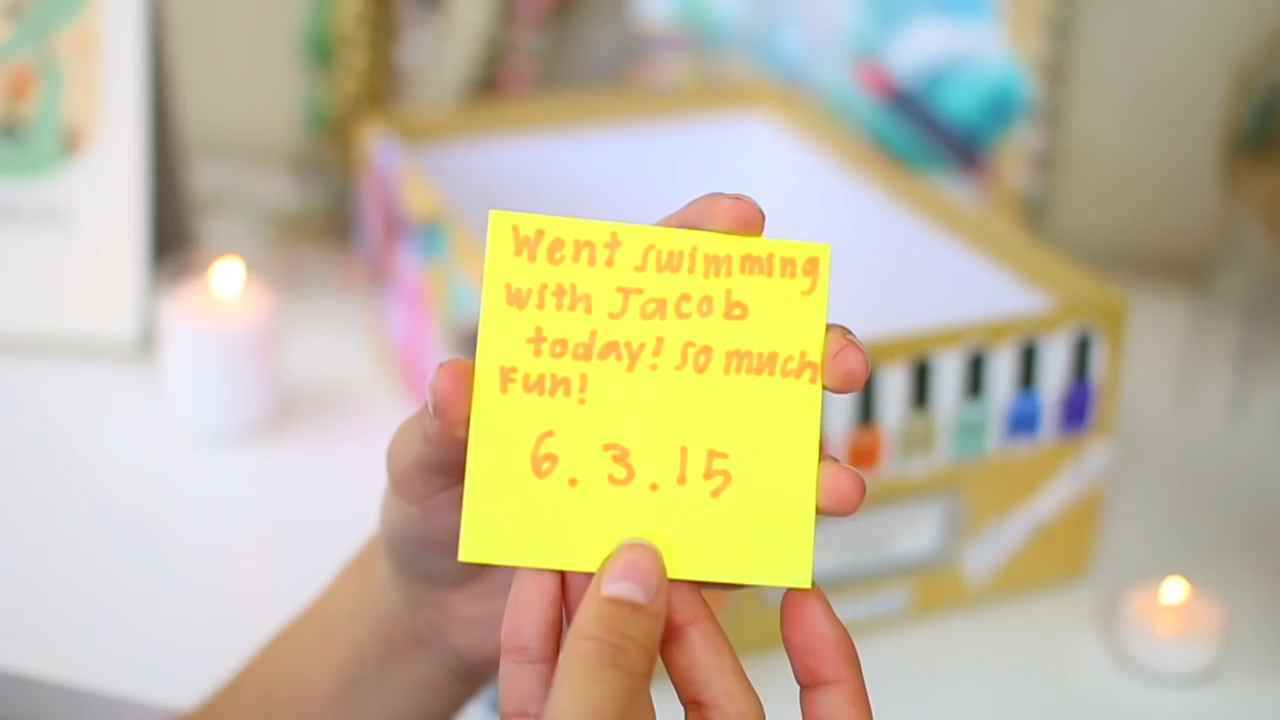 Went swimming
with Jacob
today! so much
Fun!
6.3.15